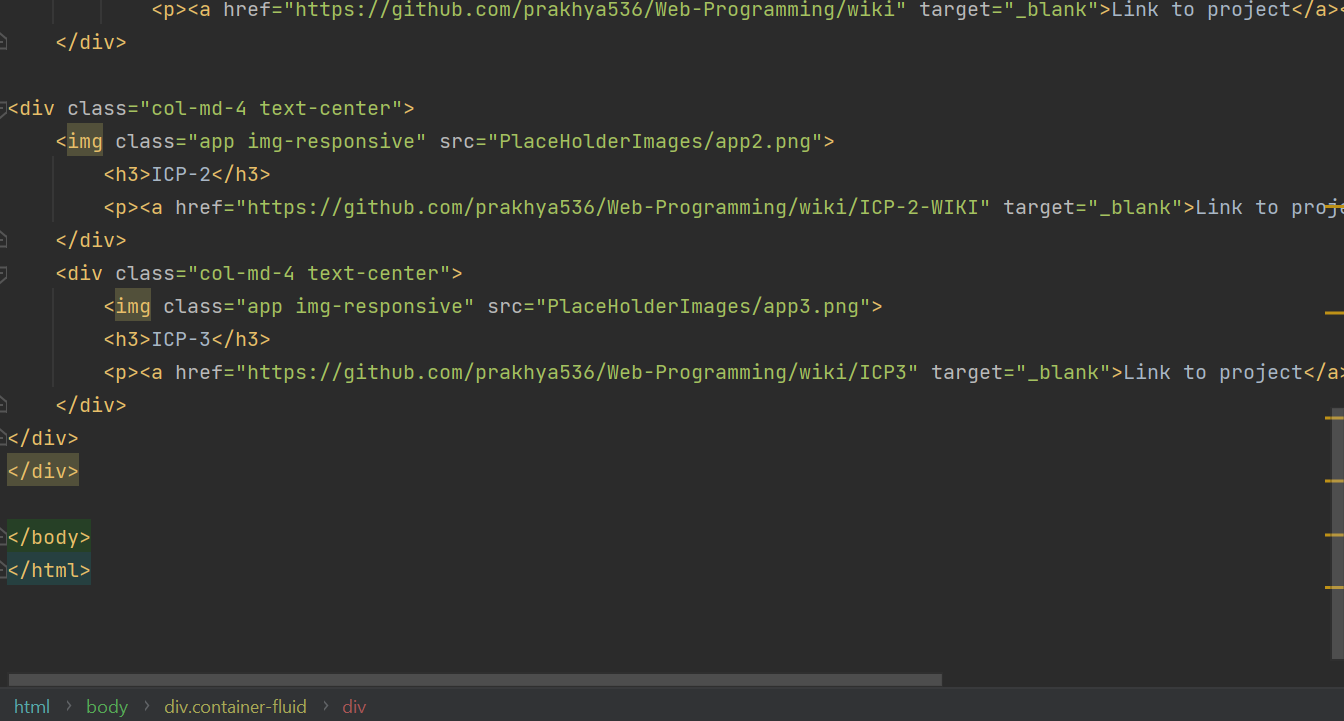 <p><a href="https://github.com/prakhya536/Web-Programming/wiki" target="_blank">Link to project</a><
</div>
<div class="col-md-4 text-center">
<img class="app img-responsive" src="PlaceHolderImages/app2.png">
<h3>ICP-2</h3>
<p><a href="https://github.com/prakhya536/Web-Programming/wiki/ICP-2-WIKI" target="_blank">Link to proje
</div>
<div class="col-md-4 text-center">
<img class="app img-responsive" src="PlaceHolderImages/app3.png">
<h3>ICP-3</h3>
<p><a href="https://github.com/prakhya536/Web-Programming/wiki/ICP3" target="_blank">Link to project</a>
</div>
</div>
</div>
</body>
</html>
html › body › div.container-fluid › div